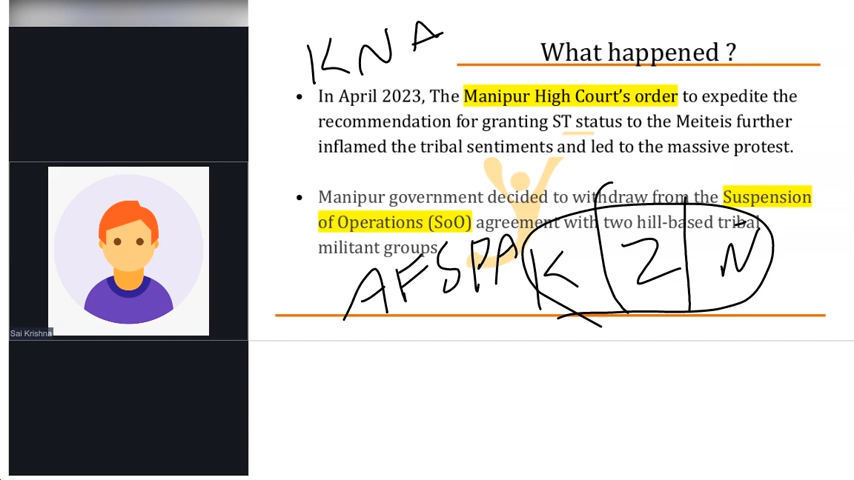 KNA
What happened ?
• In April 2023, The Manipur High Court's order to expedite the
recommendation for granting ST status to the Meiteis further
inflamed the tribal sentiments and led to the massive protest.
• Manipur government decided to withdraw from the Suspension
of Operations (SoO) agreement with two hill-based tribal
militant groups.
AFSPA K Z N
Sai Krishna